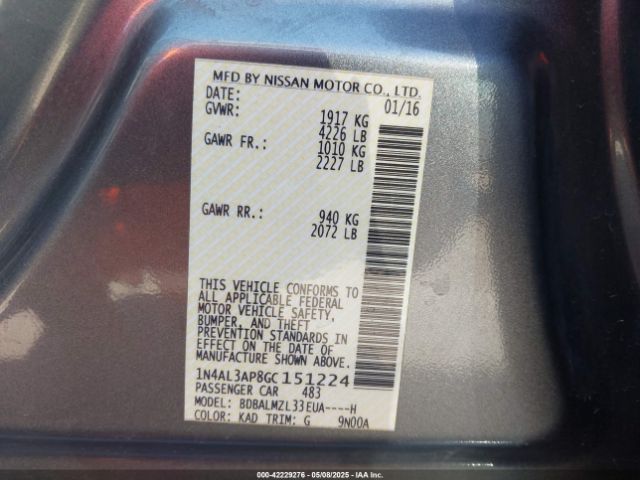 MFD BY NISSAN MOTOR CO., LTD.
DATE: 01/16
GVWR: 1917 KG
4226 LB
GAWR FR.: 1010 KG
2227 LB
GAWR RR.: 940 KG
2072 LB
THIS VEHICLE CONFORMS TO
ALL APPLICABLE FEDERAL
MOTOR VEHICLE SAFETY,
BUMPER, AND THEFT
PREVENTION STANDARDS IN
EFFECT ON THE DATE OF
MANUFACTURE SHOWN ABOVE.
1N4AL3AP8GC151224
PASSENGER CAR 483
MODEL: BDBALMZL33EUA----H
COLOR: KAD TRIM: G 9N00A
000-42229276 - 05/08/2025 - IAA Inc.